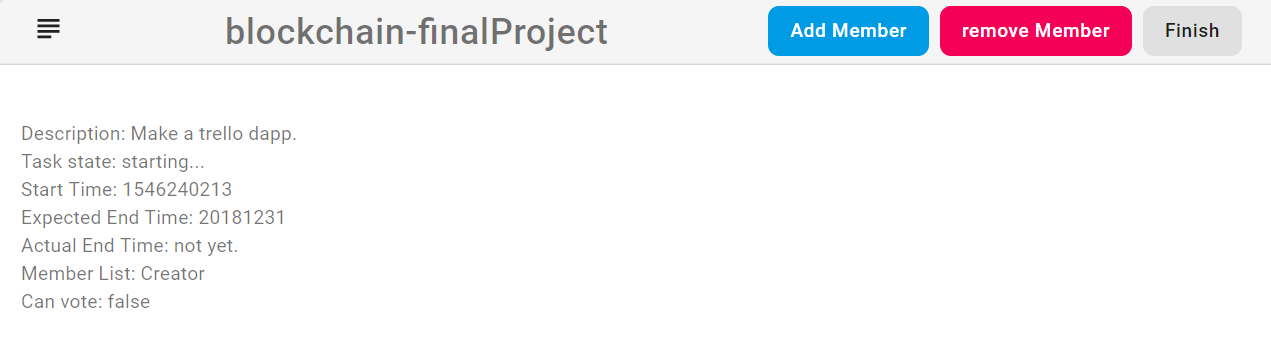 blockchain-finalProject
Add Member
remove Member
Finish
Description: Make a trello dapp.
Task state: starting...
Start Time: 1546240213
Expected End Time: 20181231
Actual End Time: not yet.
Member List: Creator
Can vote: false